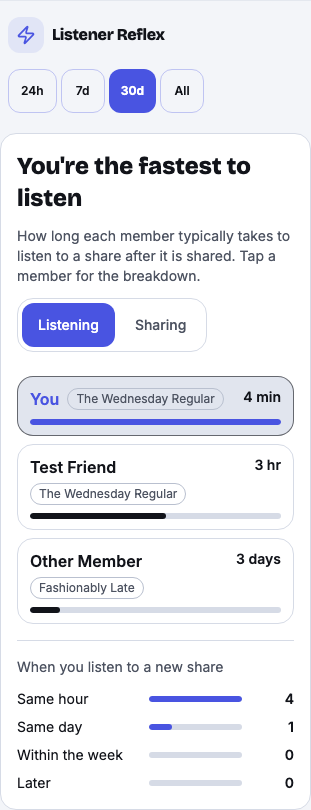 Listener Reflex
24h 7d 30d All
You're the fastest to
listen
How long each member typically takes to
listen to a share after it is shared. Tap a
member for the breakdown.
Listening Sharing
You The Wednesday Regular 4 min
Test Friend 3 hr
The Wednesday Regular
Other Member 3 days
Fashionably Late
When you listen to a new share
Same hour 4
Same day 1
Within the week 0
Later 0